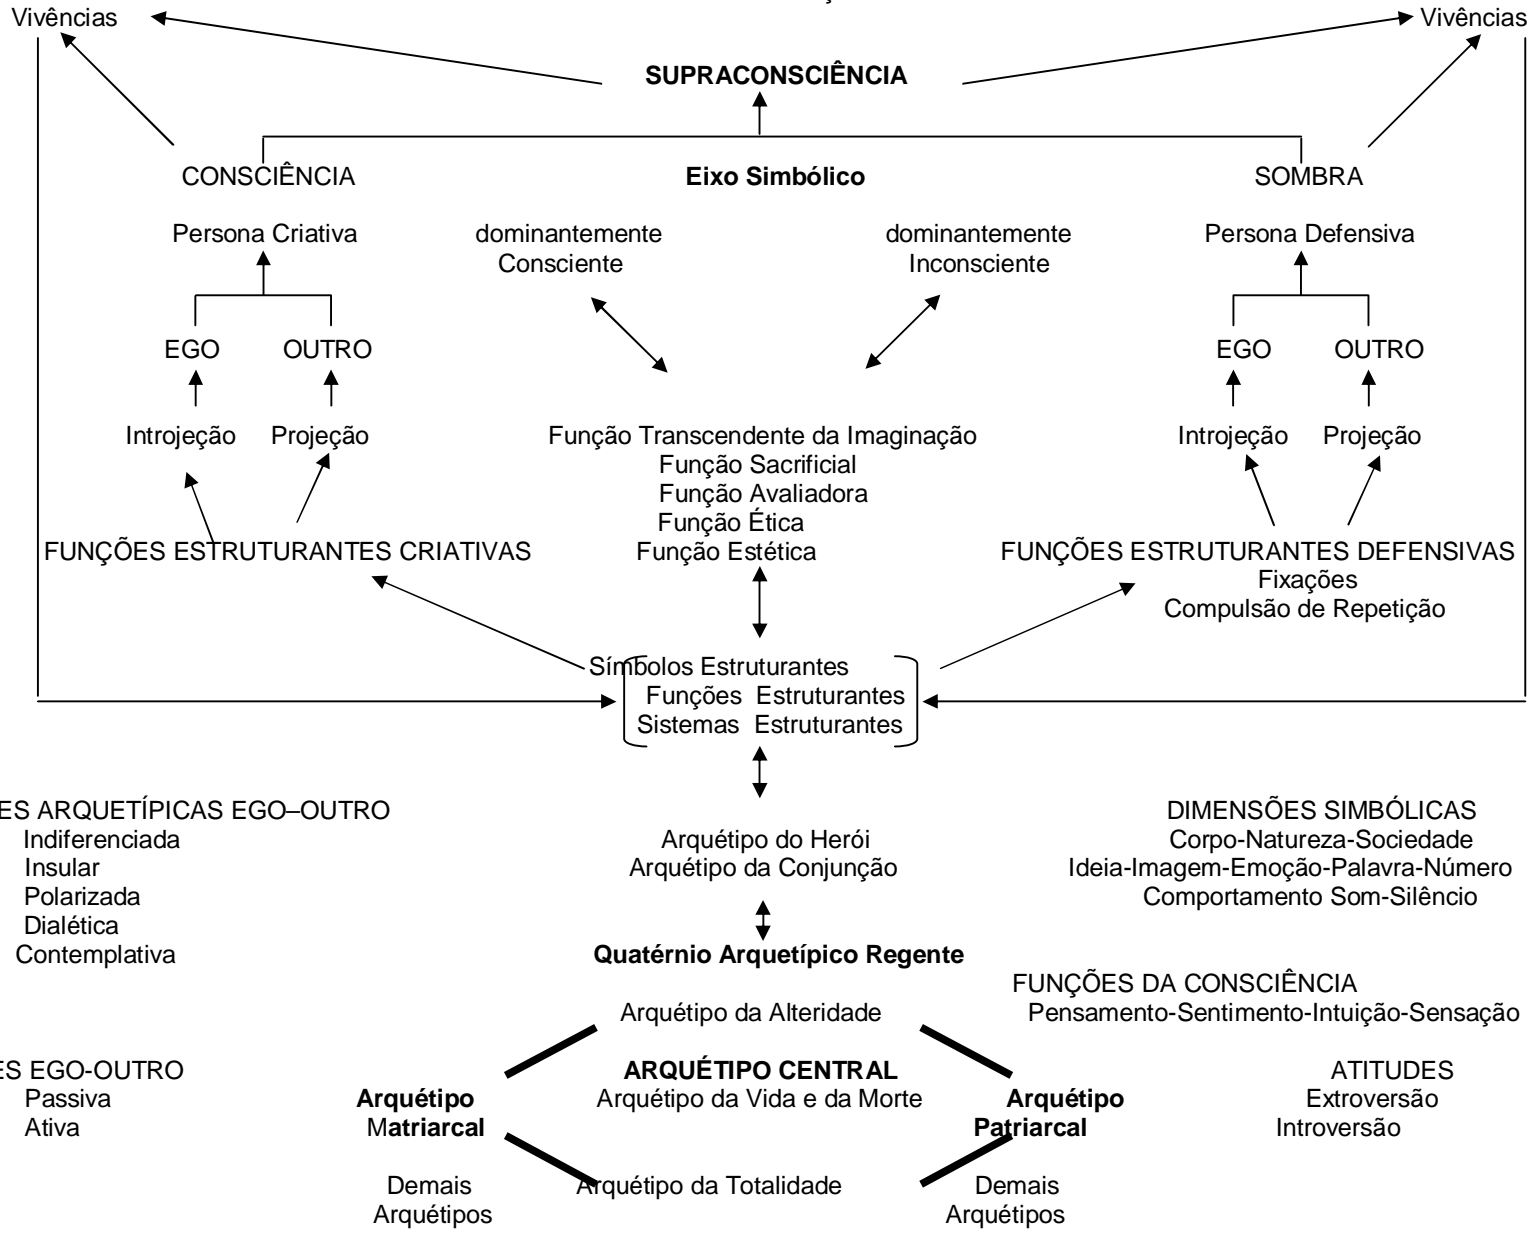 Vivências
Vivências
SUPRACONSCIÊNCIA
CONSCIÊNCIA
Eixo Simbólico
SOMBRA
Persona Criativa
dominantemente
Consciente
dominantemente
Inconsciente
Persona Defensiva
EGO OUTRO
EGO OUTRO
Introjeção Projeção
Função Transcendente da Imaginação
Função Sacrificial
Função Avaliadora
Função Ética
Função Estética
Introjeção Projeção
FUNÇÕES ESTRUTURANTES CRIATIVAS
FUNÇÕES ESTRUTURANTES DEFENSIVAS
Fixações
Compulsão de Repetição
Símbolos Estruturantes
Funções Estruturantes
Sistemas Estruturantes
ES ARQUETÍPICAS EGO–OUTRO
Indiferenciada
Insular
Polarizada
Dialética
Contemplativa
Arquétipo do Herói
Arquétipo da Conjunção
DIMENSÕES SIMBÓLICAS
Corpo-Natureza-Sociedade
Ideia-Imagem-Emoção-Palavra-Número
Comportamento Som-Silêncio
Quatérnio Arquetípico Regente
FUNÇÕES DA CONSCIÊNCIA
Pensamento-Sentimento-Intuição-Sensação
Arquétipo da Alteridade
ES EGO-OUTRO
Passiva
Ativa
Arquétipo
Matriarcal
ARQUÉTIPO CENTRAL
Arquétipo da Vida e da Morte
Arquétipo
Patriarcal
ATITUDES
Extroversão
Introversão
Demais
Arquétipos
Arquétipo da Totalidade
Demais
Arquétipos